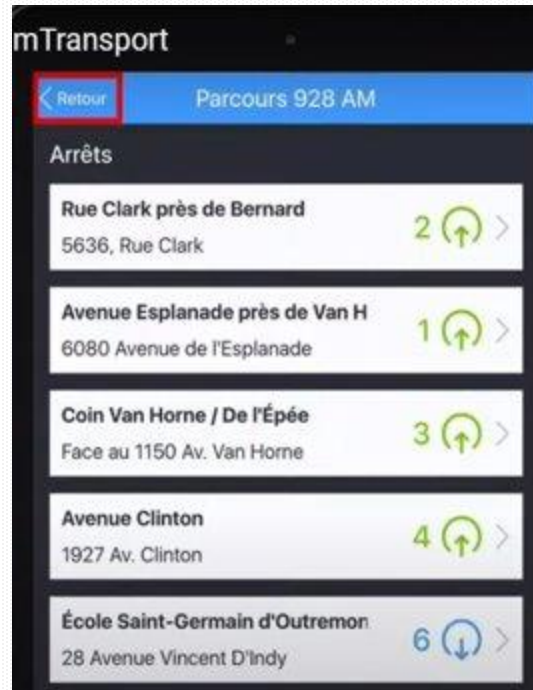 mTransport
Retour
Parcours 928 AM
Arrêts
Rue Clark près de Bernard
5636, Rue Clark
2
Avenue Esplanade près de Van H
6080 Avenue de l'Esplanade
1
Coin Van Horne / De l'Épée
Face au 1150 Av. Van Horne
3
Avenue Clinton
1927 Av. Clinton
4
École Saint-Germain d'Outremon
28 Avenue Vincent D'Indy
6